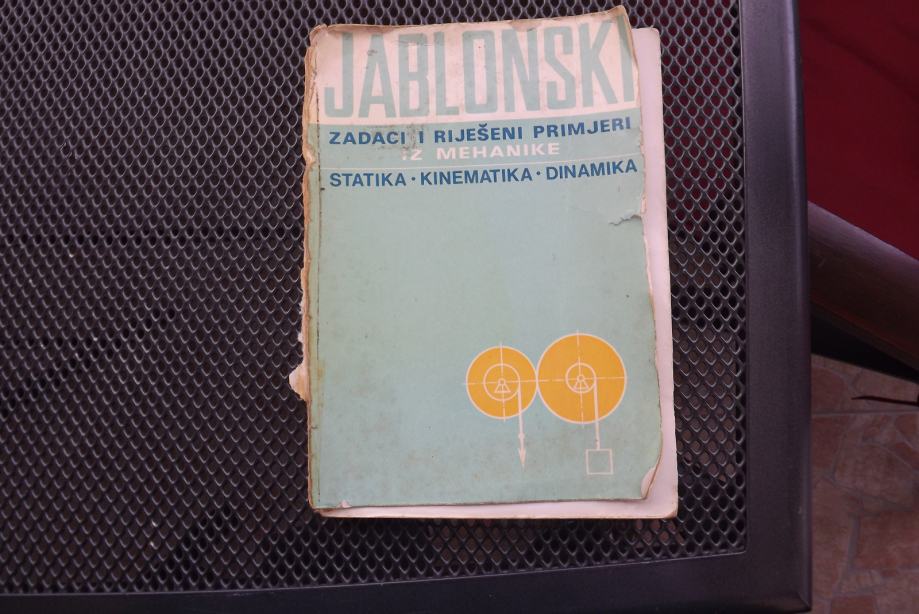 JABLONSKI
ZADACI I RIJEŠENI PRIMJERI
IZ MEHANIKE
STATIKA · KINEMATIKA · DINAMIKA